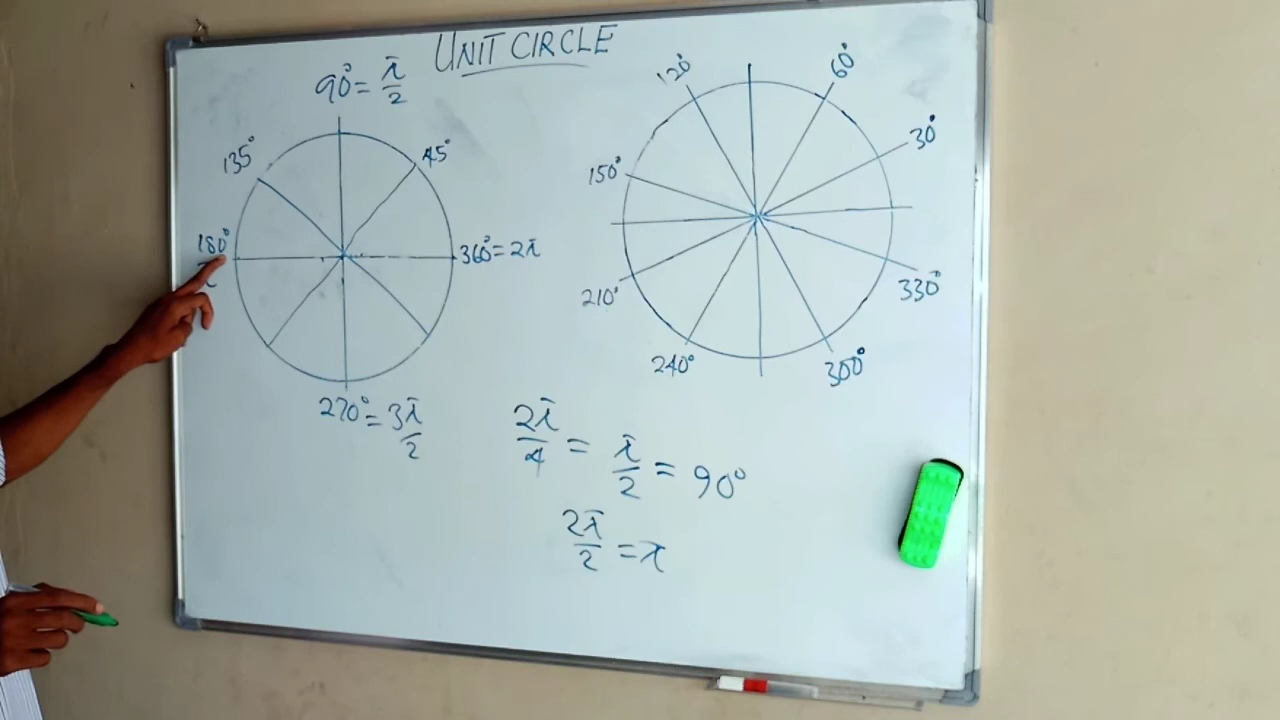 UNIT CIRCLE
90° = π/2
135°
45°
180°
π
360° = 2π
270° = 3π/2
120°
60°
30°
150°
210°
330°
240°
300°
2π/4 = π/2 = 90°
2π/2 = π